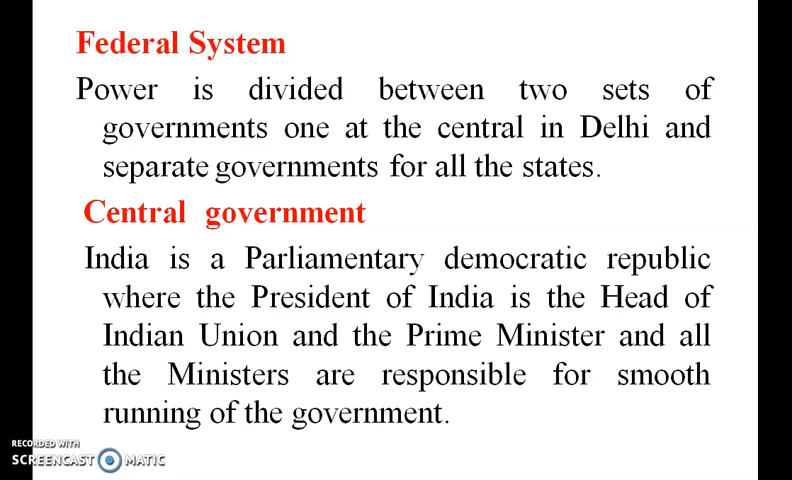 Federal System
Power is divided between two sets of
governments one at the central in Delhi and
separate governments for all the states.
Central government
India is a Parliamentary democratic republic
where the President of India is the Head of
Indian Union and the Prime Minister and all
the Ministers are responsible for smooth
running of the government.
RECORDED WITH
SCREENCAST MATIC